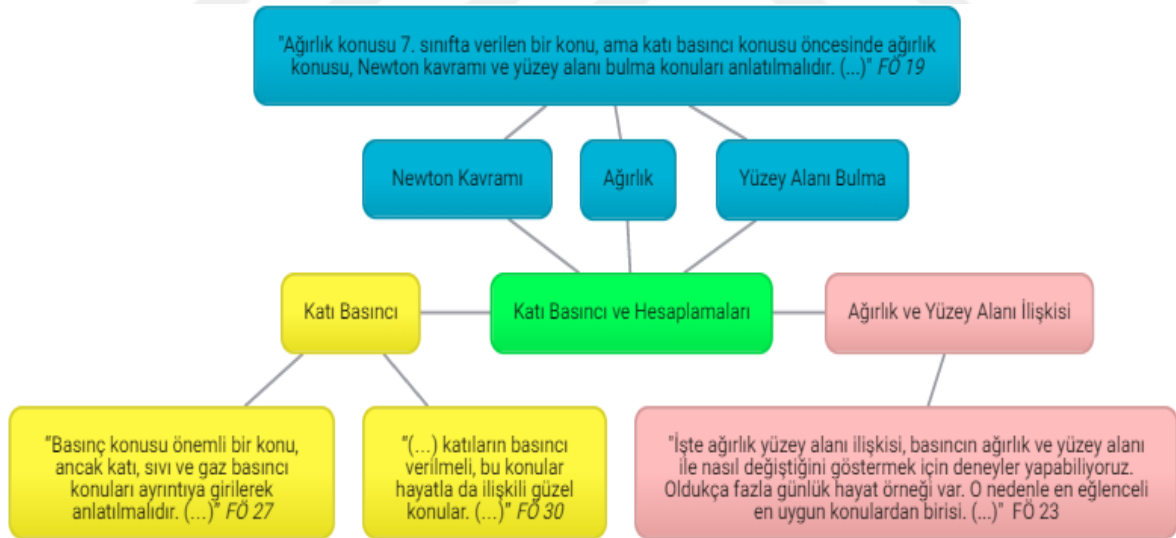 "Ağırlık konusu 7. sınıfta verilen bir konu, ama katı basıncı konusu öncesinde ağırlık
konusu, Newton kavramı ve yüzey alanı bulma konuları anlatılmalıdır. (...)" FÖ 19
Newton Kavramı
Ağırlık
Yüzey Alanı Bulma
Katı Basıncı
Katı Basıncı ve Hesaplamaları
Ağırlık ve Yüzey Alanı İlişkisi
"Basınç konusu önemli bir konu,
ancak katı, sıvı ve gaz basıncı
konuları ayrıntıya girilerek
anlatılmalıdır. (...)” FÖ 27
“(...) katıların basıncı
verilmeli, bu konular
hayatla da ilişkili güzel
konular. (...)” FÖ 30
"İşte ağırlık yüzey alanı ilişkisi, basıncın ağırlık ve yüzey alanı
ile nasıl değiştiğini göstermek için deneyler yapabiliyoruz.
Oldukça fazla günlük hayat örneği var. O nedenle en eğlenceli
en uygun konulardan birisi. (...)" FÖ 23